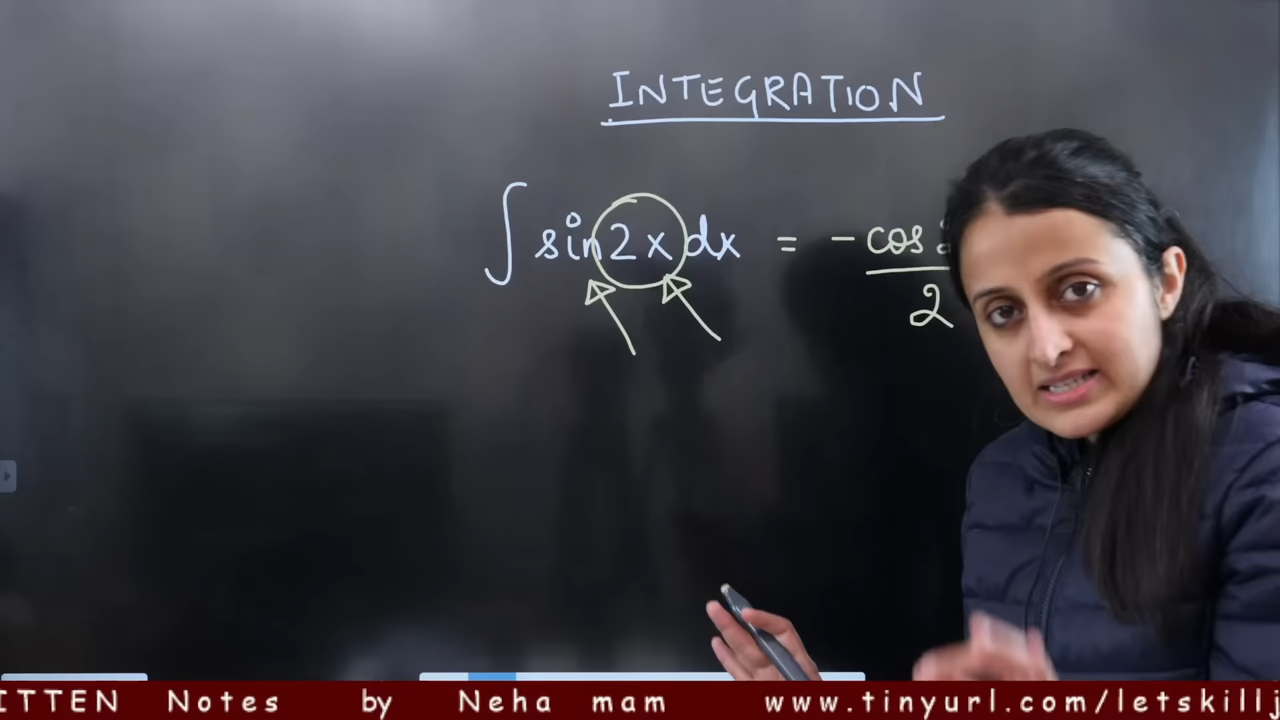 INTEGRATION
∫ sin2x dx = -cos
2
ITTEN Notes by Neha mam www.tinyurl.com/letskillj